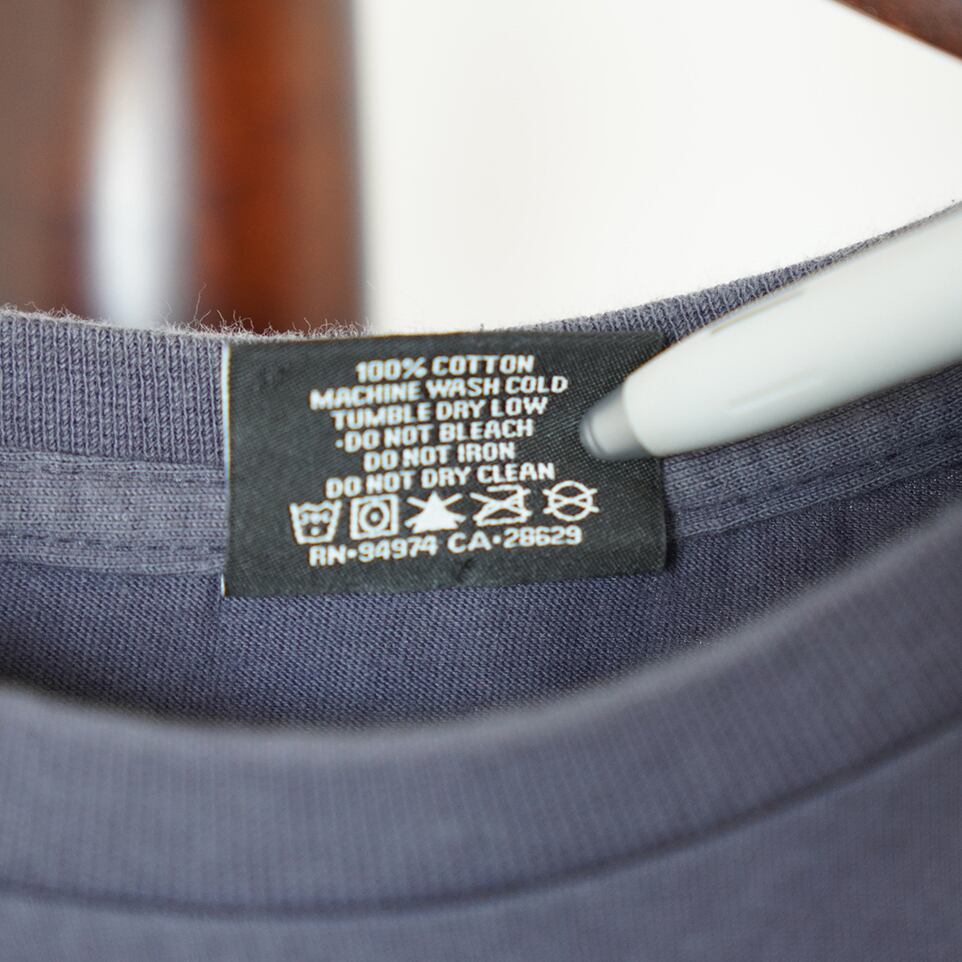 100% COTTON
MACHINE WASH COLD
TUMBLE DRY LOW
·DO NOT BLEACH
DO NOT IRON
DO NOT DRY CLEAN
RN·94974 CA·28629